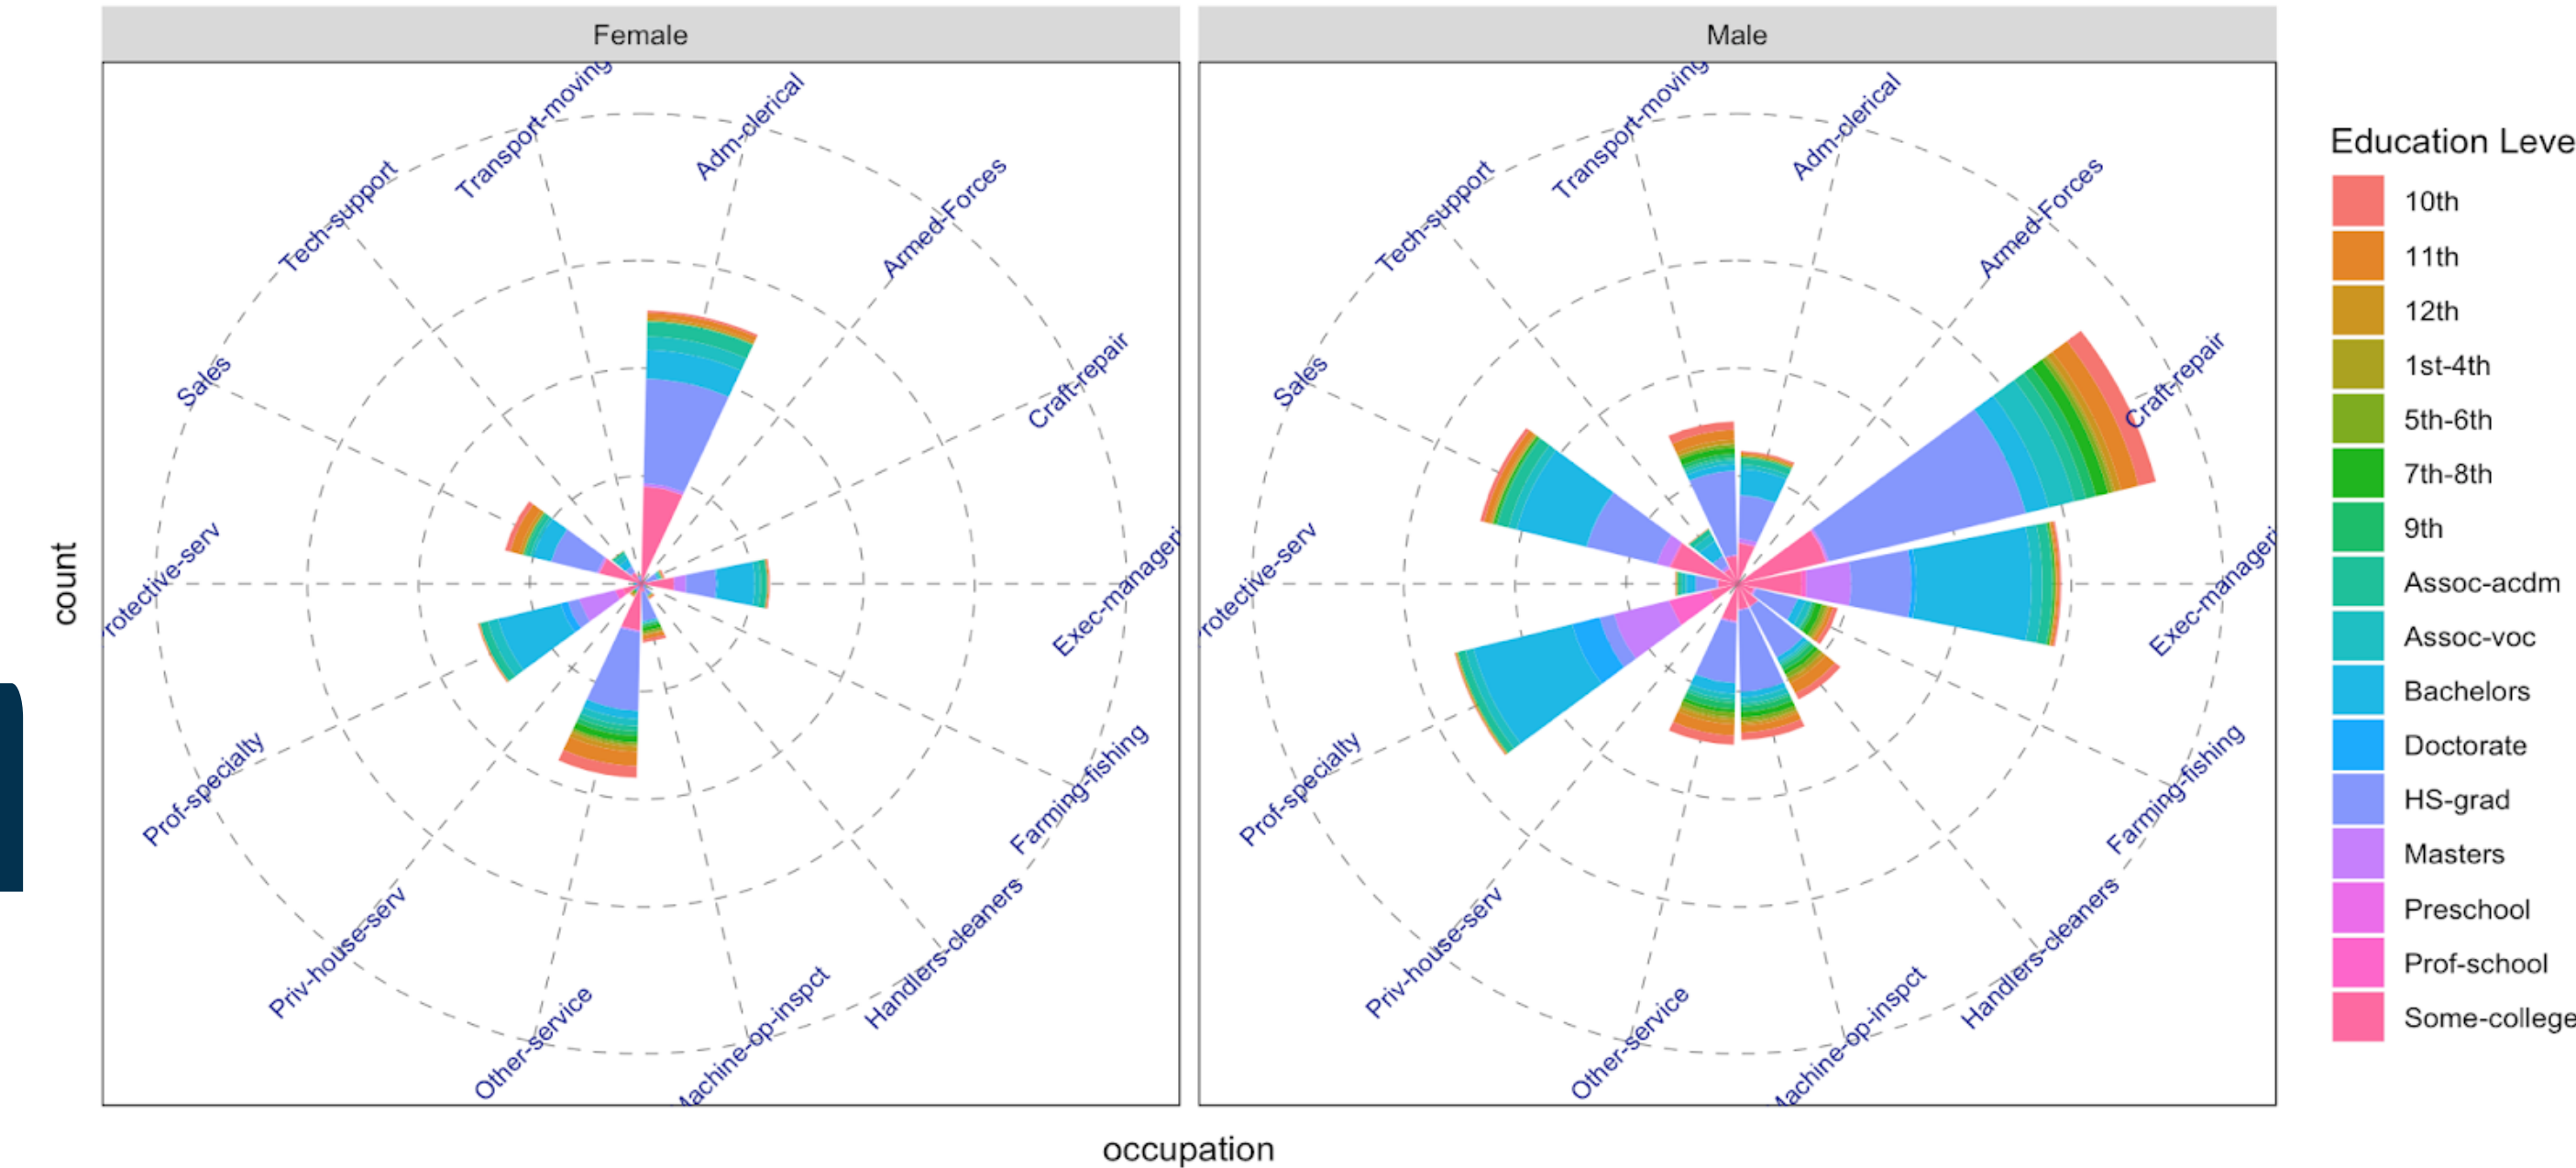 Female
Male
Transport-moving
Adm-clerical
Tech-support
Armed-Forces
Sales
Craft-repair
rotective-serv
Exec-manageri
Prof-specialty
Farming-fishing
Priv-house-serv
Handlers-cleaners
Other-service
achine-op-inspct
Transport-moving
Adm-clerical
Tech-support
Armed-Forces
Sales
Craft-repair
rotective-serv
Exec-manageri
Prof-specialty
Farming-fishing
Priv-house-serv
Handlers-cleaners
Other-service
achine-op-inspct
count
occupation
Education Leve
10th
11th
12th
1st-4th
5th-6th
7th-8th
9th
Assoc-acdm
Assoc-voc
Bachelors
Doctorate
HS-grad
Masters
Preschool
Prof-school
Some-college